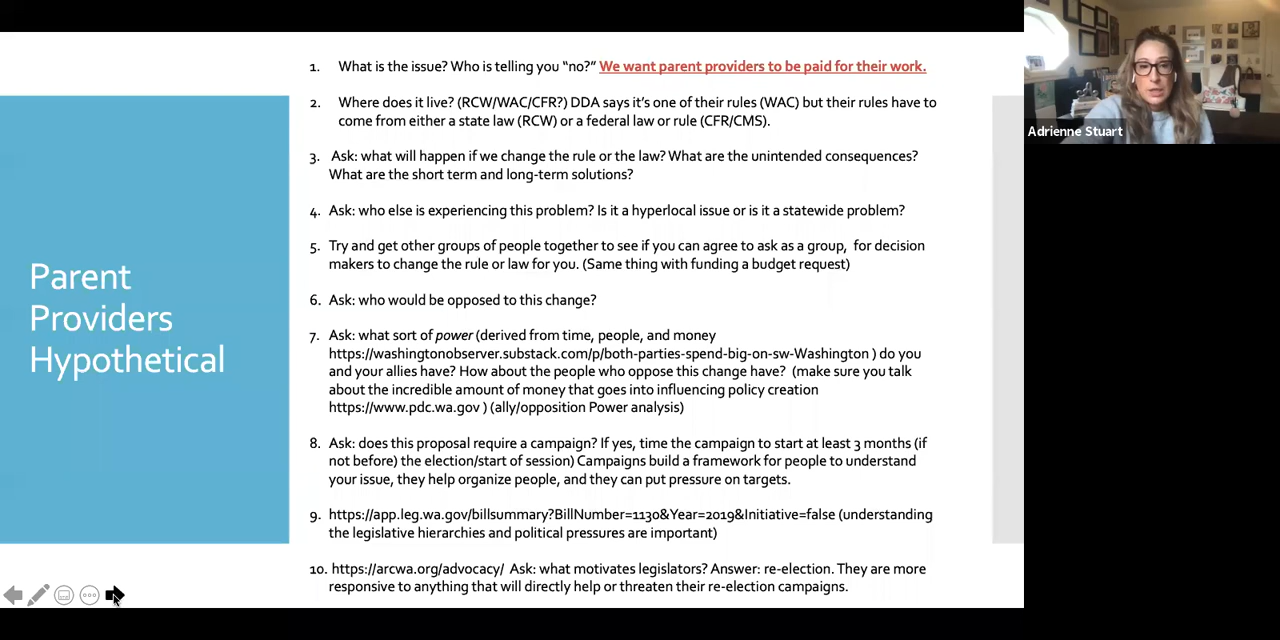 Parent
Providers
Hypothetical
1. What is the issue? Who is telling you “no?” We want parent providers to be paid for their work.
2. Where does it live? (RCW/WAC/CFR?) DDA says it’s one of their rules (WAC) but their rules have to
come from either a state law (RCW) or a federal law or rule (CFR/CMS).
3. Ask: what will happen if we change the rule or the law? What are the unintended consequences?
What are the short term and long-term solutions?
4. Ask: who else is experiencing this problem? Is it a hyperlocal issue or is it a statewide problem?
5. Try and get other groups of people together to see if you can agree to ask as a group, for decision
makers to change the rule or law for you. (Same thing with funding a budget request)
6. Ask: who would be opposed to this change?
7. Ask: what sort of power (derived from time, people, and money
https://washingtonobserver.substack.com/p/both-parties-spend-big-on-sw-Washington ) do you
and your allies have? How about the people who oppose this change have? (make sure you talk
about the incredible amount of money that goes into influencing policy creation
https://www.pdc.wa.gov ) (ally/opposition Power analysis)
8. Ask: does this proposal require a campaign? If yes, time the campaign to start at least 3 months (if
not before) the election/start of session) Campaigns build a framework for people to understand
your issue, they help organize people, and they can put pressure on targets.
9. https://app.leg.wa.gov/billsummary?BillNumber=1130&Year=2019&Initiative=false (understanding
the legislative hierarchies and political pressures are important)
10. https://arcwa.org/advocacy/ Ask: what motivates legislators? Answer: re-election. They are more
responsive to anything that will directly help or threaten their re-election campaigns.
Adrienne Stuart